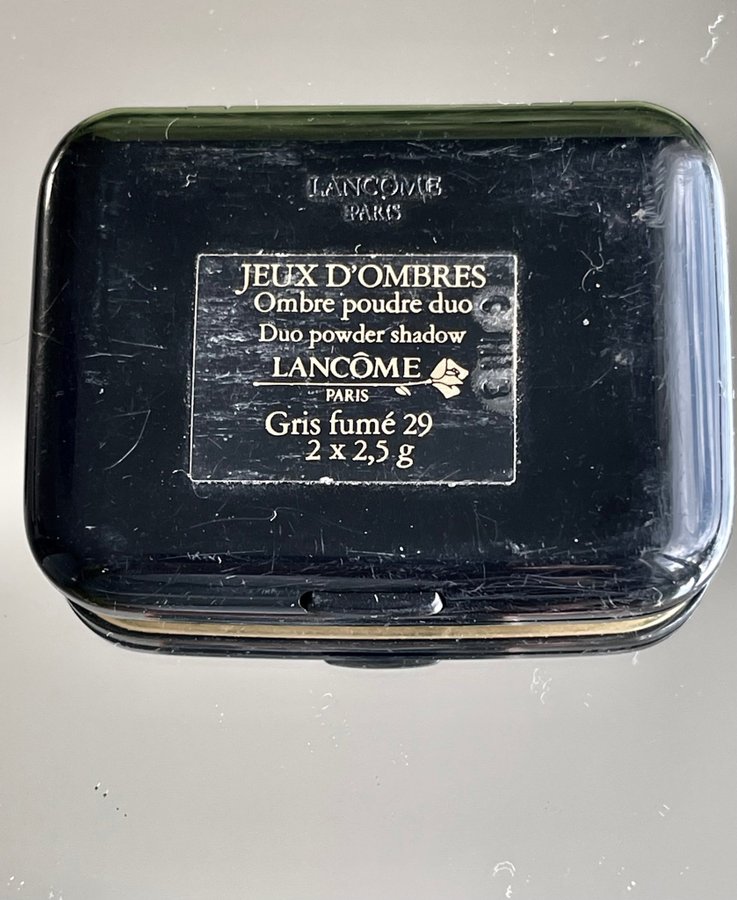 LANCÔME
PARIS
JEUX D'OMBRES
Ombre poudre duo
Duo powder shadow
LANCÔME
PARIS
Gris fumé 29
2 x 2,5 g